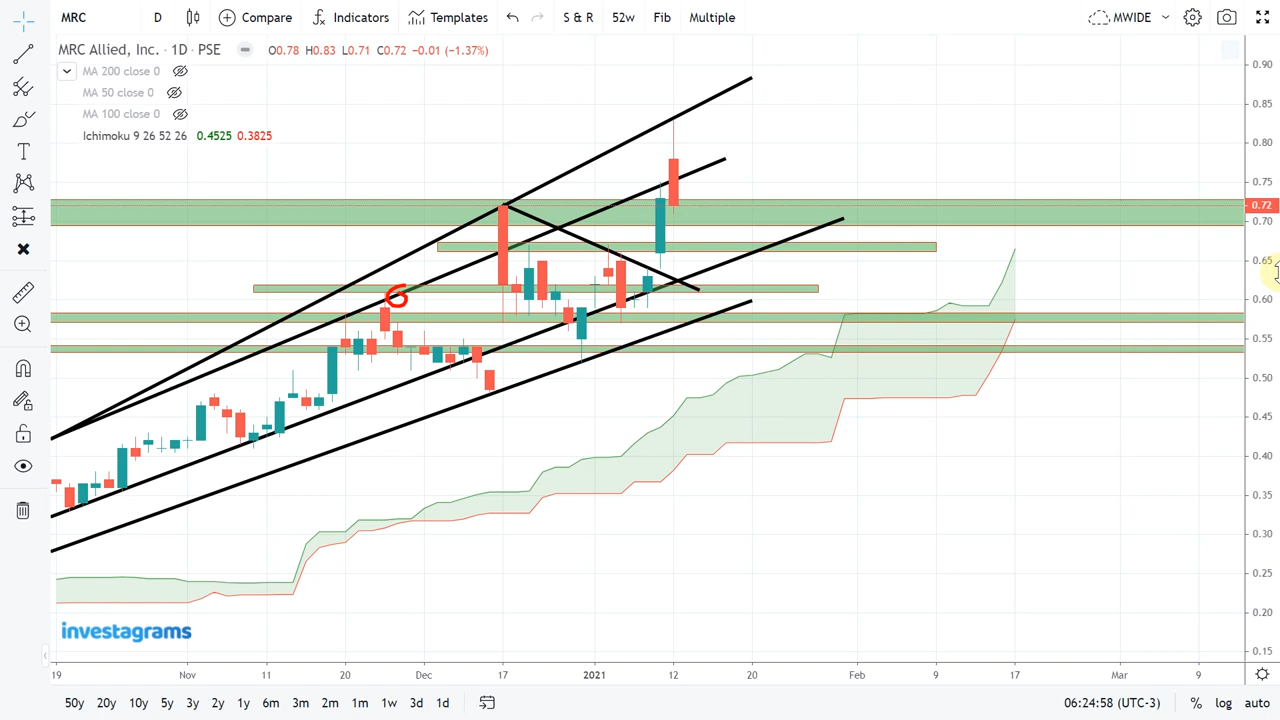 MRC D Compare Indicators Templates S & R 52w Fib Multiple MWIDE
MRC Allied, Inc. · 1D · PSE O0.78 H0.83 L0.71 C0.72 −0.01 (−1.37%)
MA 200 close 0
MA 50 close 0
MA 100 close 0
Ichimoku 9 26 52 26 0.4525 0.3825
0.90
0.85
0.80
0.75
0.72
0.70
0.65
0.60
0.55
0.50
0.45
0.40
0.35
0.30
0.25
0.20
0.15
investagrams
19 Nov 11 20 Dec 17 2021 12 20 Feb 9 17 Mar 9
50y 20y 10y 5y 3y 2y 1y 6m 3m 2m 1m 1w 3d 1d 06:24:58 (UTC-3) % log auto